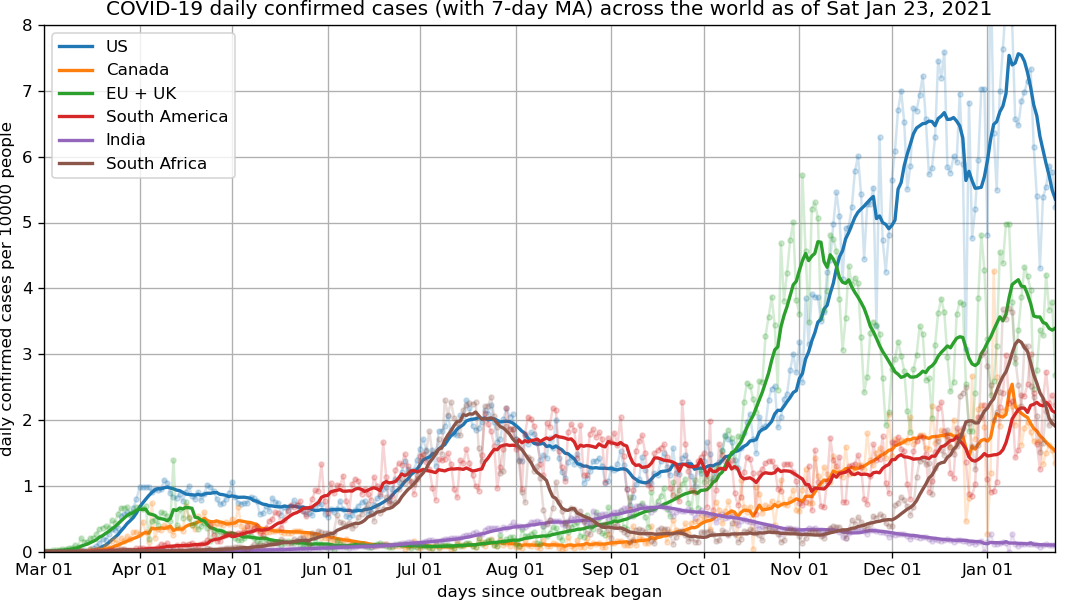 COVID-19 daily confirmed cases (with 7-day MA) across the world as of Sat Jan 23, 2021
daily confirmed cases per 10000 people
8
7
6
5
4
3
2
1
0
US
Canada
EU + UK
South America
India
South Africa
Mar 01 Apr 01 May 01 Jun 01 Jul 01 Aug 01 Sep 01 Oct 01 Nov 01 Dec 01 Jan 01
days since outbreak began